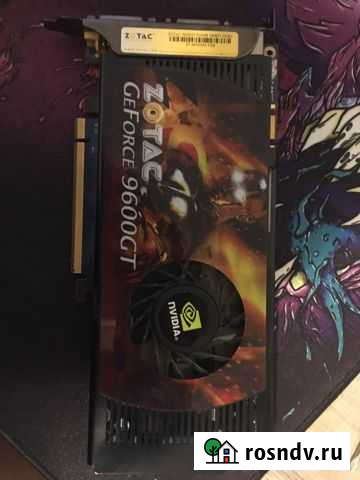 ZOTAC
ZOTAC
GEFORCE 9600GT
nVIDIA®
rosndv.ru